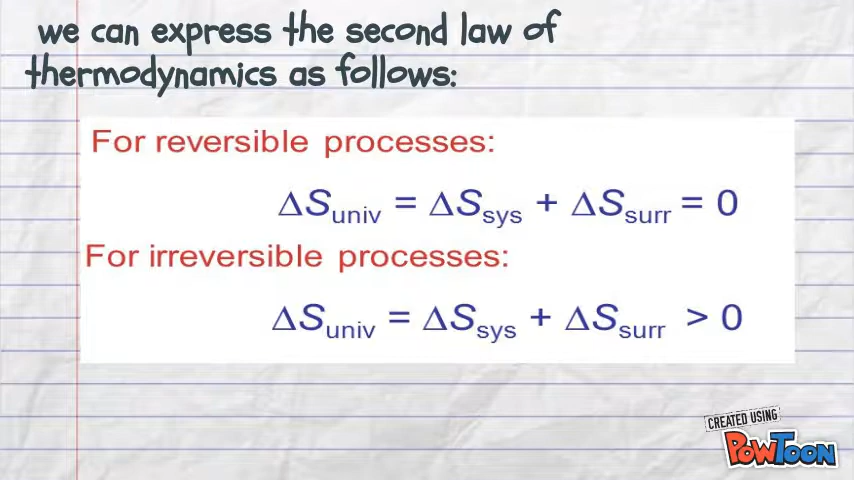 we can express the second law of
thermodynamics as follows:
For reversible processes:
ΔSuniv = ΔSsys + ΔSsurr = 0
For irreversible processes:
ΔSuniv = ΔSsys + ΔSsurr > 0
CREATED USING
POWTOON